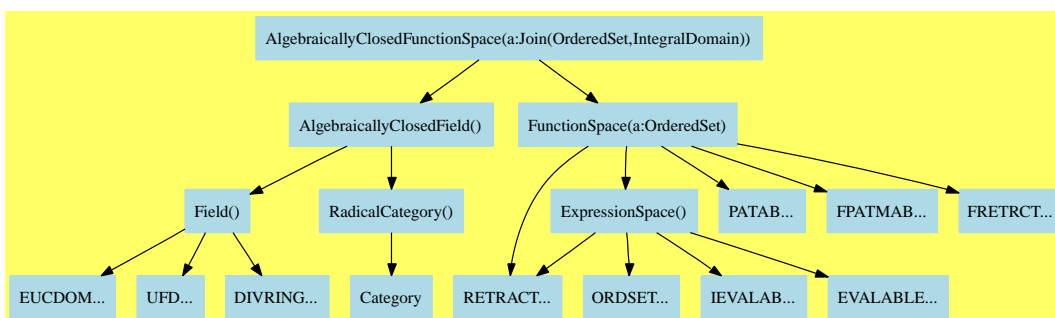 AlgebraicallyClosedFunctionSpace(a:Join(OrderedSet,IntegralDomain))
AlgebraicallyClosedField()
FunctionSpace(a:OrderedSet)
Field()
RadicalCategory()
ExpressionSpace()
PATAB...
FPATMAB...
FRETRCT...
EUCDOM...
UFD...
DIVRING...
Category
RETRACT...
ORDSET...
IEVALAB...
EVALABLE...